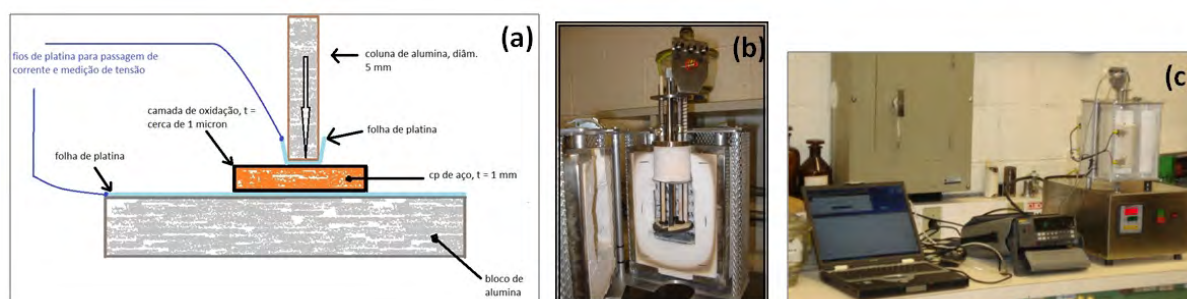 (a)
fios de platina para passagem de
corrente e medição de tensão
coluna de alumina, diâm.
5 mm
camada de oxidação, t =
cerca de 1 micron
folha de platina
folha de platina
cp de aço, t = 1 mm
bloco de
alumina
(b)
(c